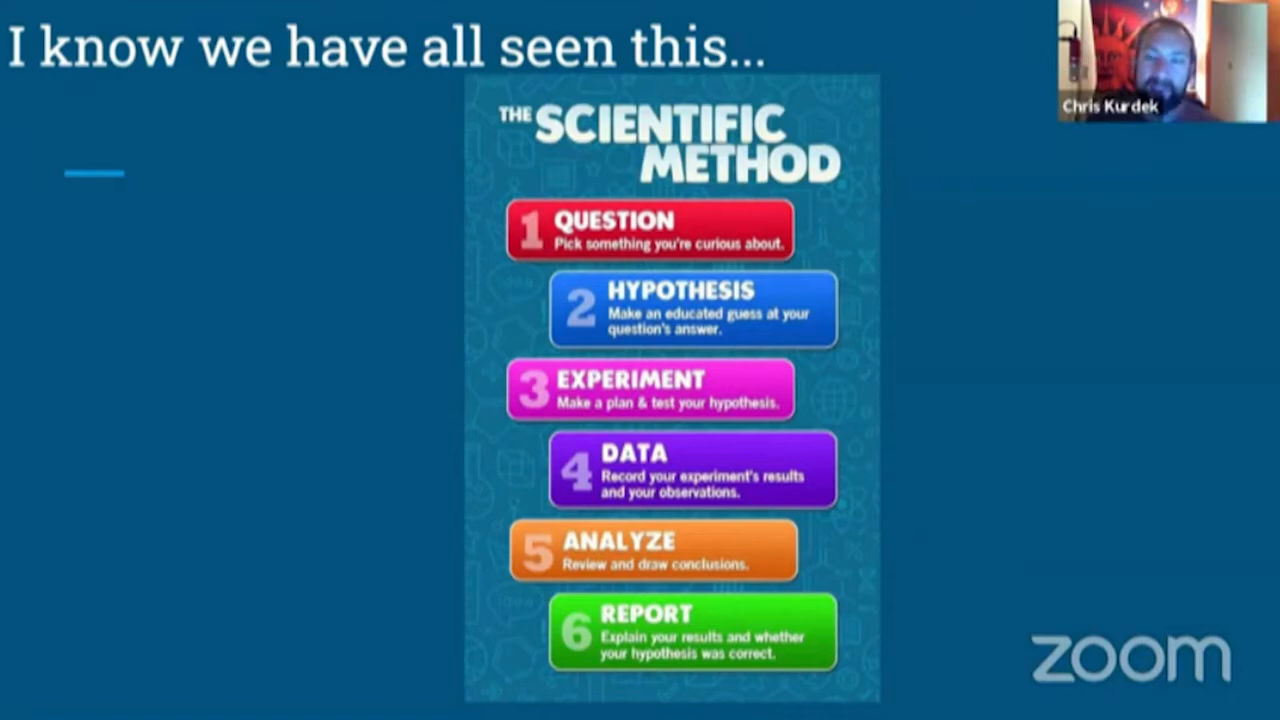 I know we have all seen this...
Chris Kurdek
THE SCIENTIFIC
METHOD
1 QUESTION
Pick something you're curious about.
2 HYPOTHESIS
Make an educated guess at your
question's answer.
3 EXPERIMENT
Make a plan & test your hypothesis.
4 DATA
Record your experiment's results
and your observations.
5 ANALYZE
Review and draw conclusions.
6 REPORT
Explain your results and whether
your hypothesis was correct.
zoom